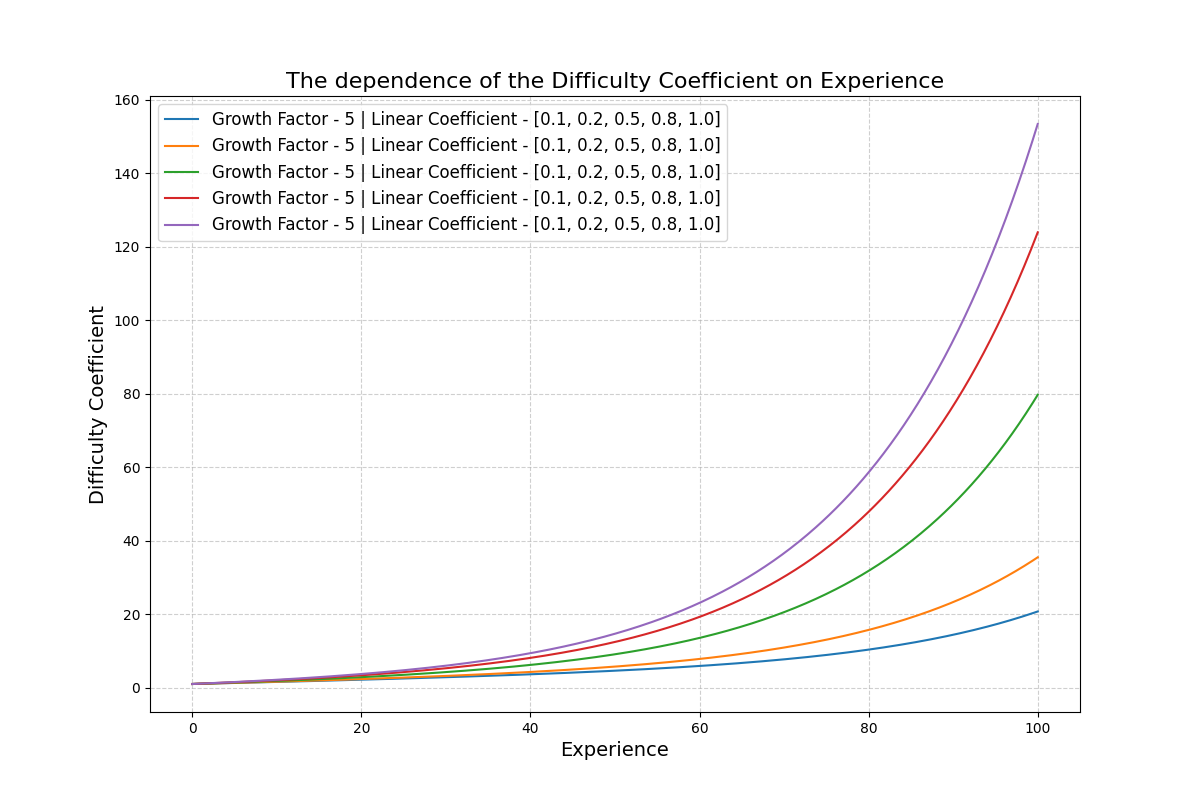 The dependence of the Difficulty Coefficient on Experience
160
140
120
100
80
60
40
20
0
Difficulty Coefficient
Growth Factor - 5 | Linear Coefficient - [0.1, 0.2, 0.5, 0.8, 1.0]
Growth Factor - 5 | Linear Coefficient - [0.1, 0.2, 0.5, 0.8, 1.0]
Growth Factor - 5 | Linear Coefficient - [0.1, 0.2, 0.5, 0.8, 1.0]
Growth Factor - 5 | Linear Coefficient - [0.1, 0.2, 0.5, 0.8, 1.0]
Growth Factor - 5 | Linear Coefficient - [0.1, 0.2, 0.5, 0.8, 1.0]
0 20 40 60 80 100
Experience